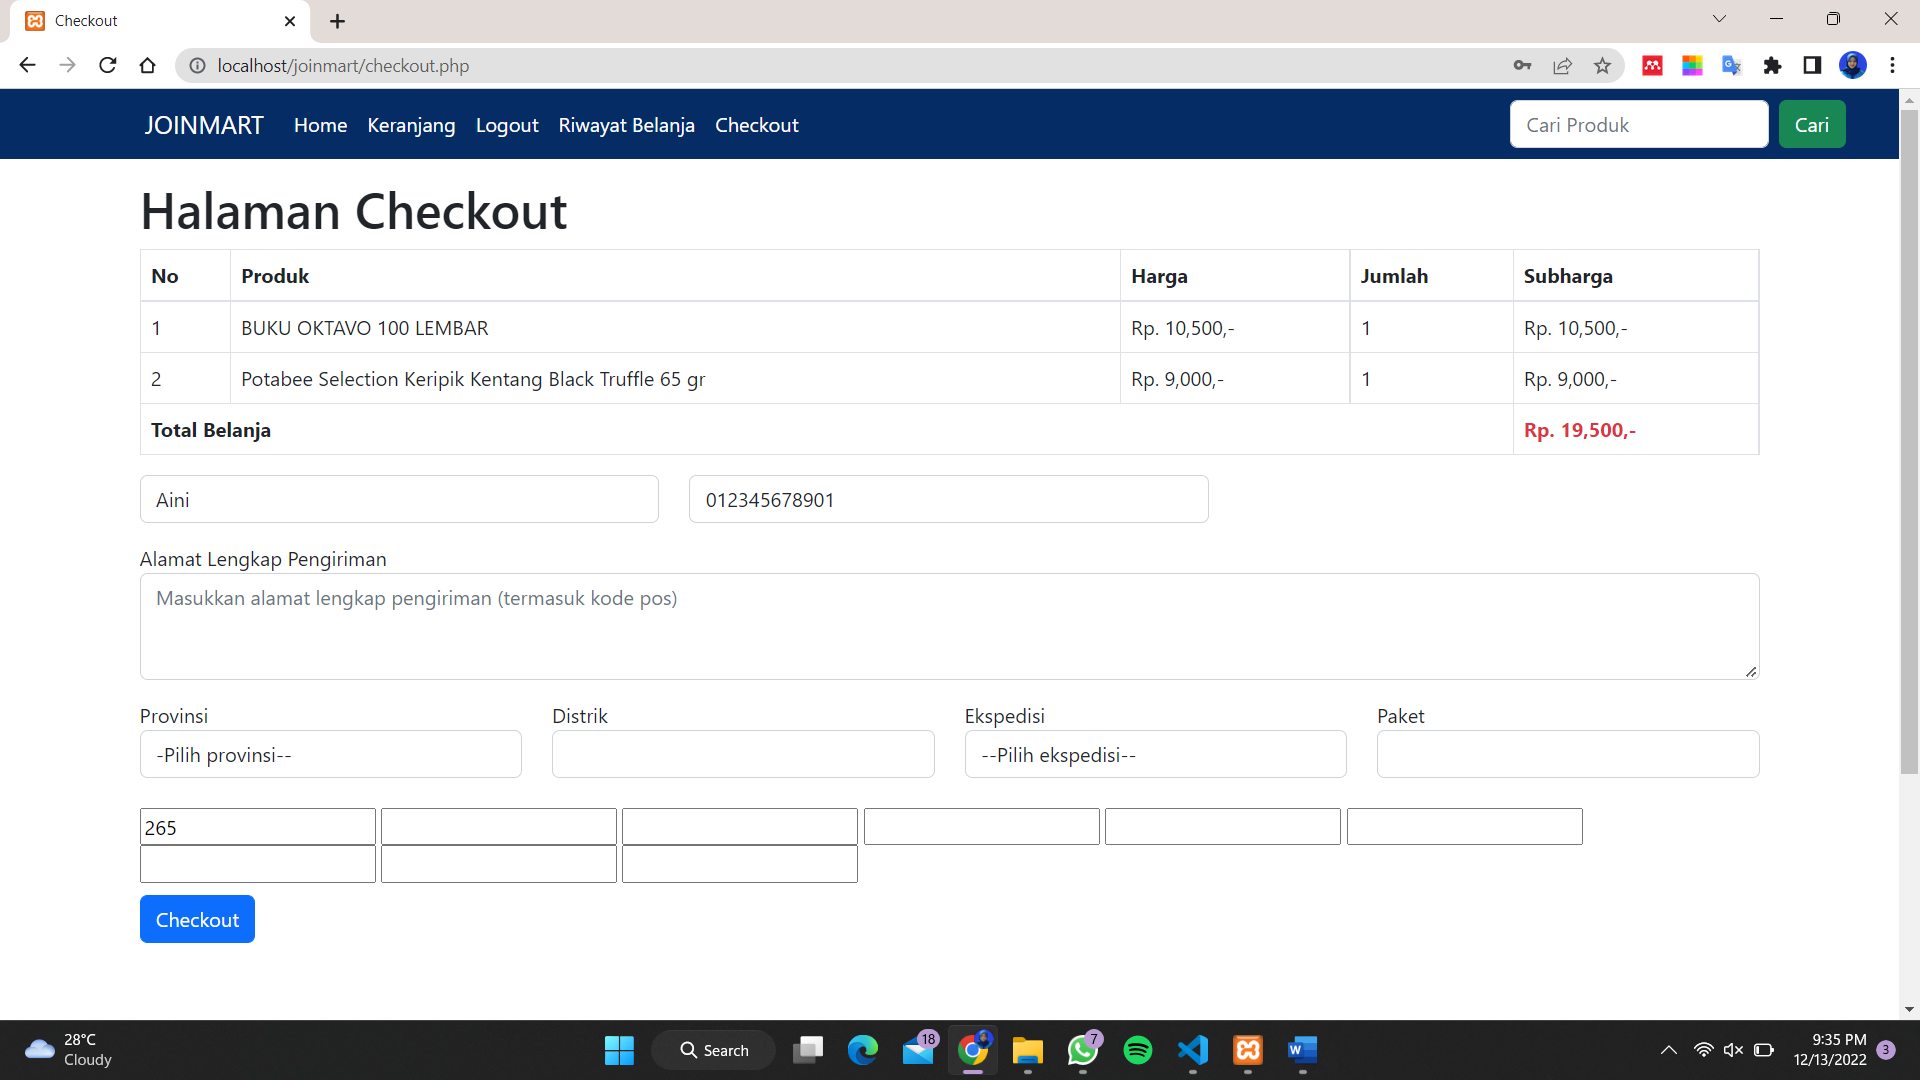 Checkout
localhost/joinmart/checkout.php
JOINMART Home Keranjang Logout Riwayat Belanja Checkout Cari Produk Cari
Halaman Checkout
No Produk Harga Jumlah Subharga
1 BUKU OKTAVO 100 LEMBAR Rp. 10,500,- 1 Rp. 10,500,-
2 Potabee Selection Keripik Kentang Black Truffle 65 gr Rp. 9,000,- 1 Rp. 9,000,-
Total Belanja Rp. 19,500,-
Aini 012345678901
Alamat Lengkap Pengiriman
Masukkan alamat lengkap pengiriman (termasuk kode pos)
Provinsi Distrik Ekspedisi Paket
-Pilih provinsi-- --Pilih ekspedisi--
265
Checkout
28°C
Cloudy
Search
18
7
9:35 PM
12/13/2022
3